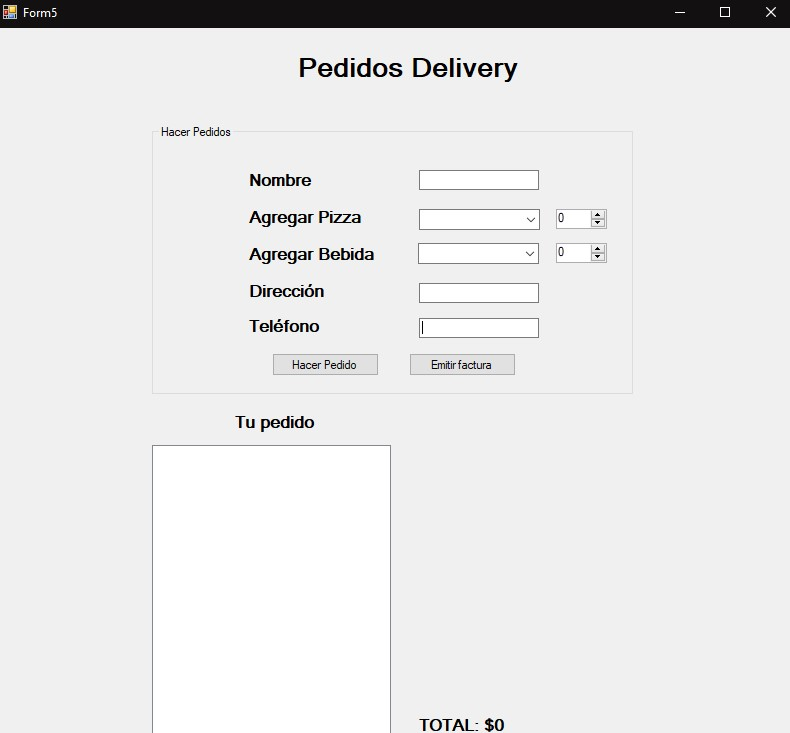 Form5
Pedidos Delivery
Hacer Pedidos
Nombre
Agregar Pizza 0
Agregar Bebida 0
Dirección
Teléfono
Hacer Pedido Emitir factura
Tu pedido
TOTAL: $0